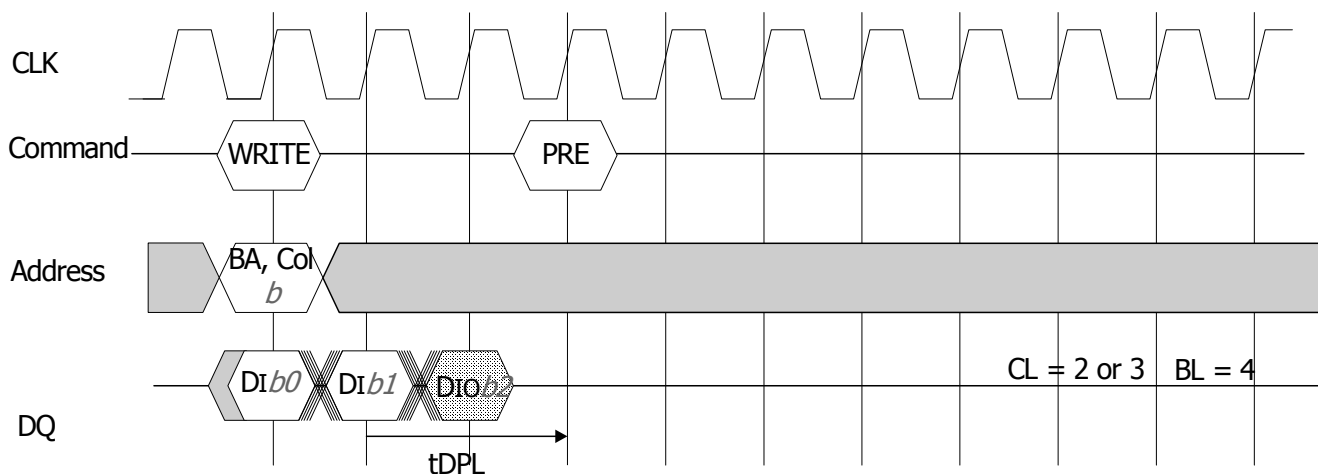 CLK
Command
WRITE
PRE
Address
BA, Col
b
DIb0
DIb1
DIOb2
CL = 2 or 3
BL = 4
DQ
tDPL